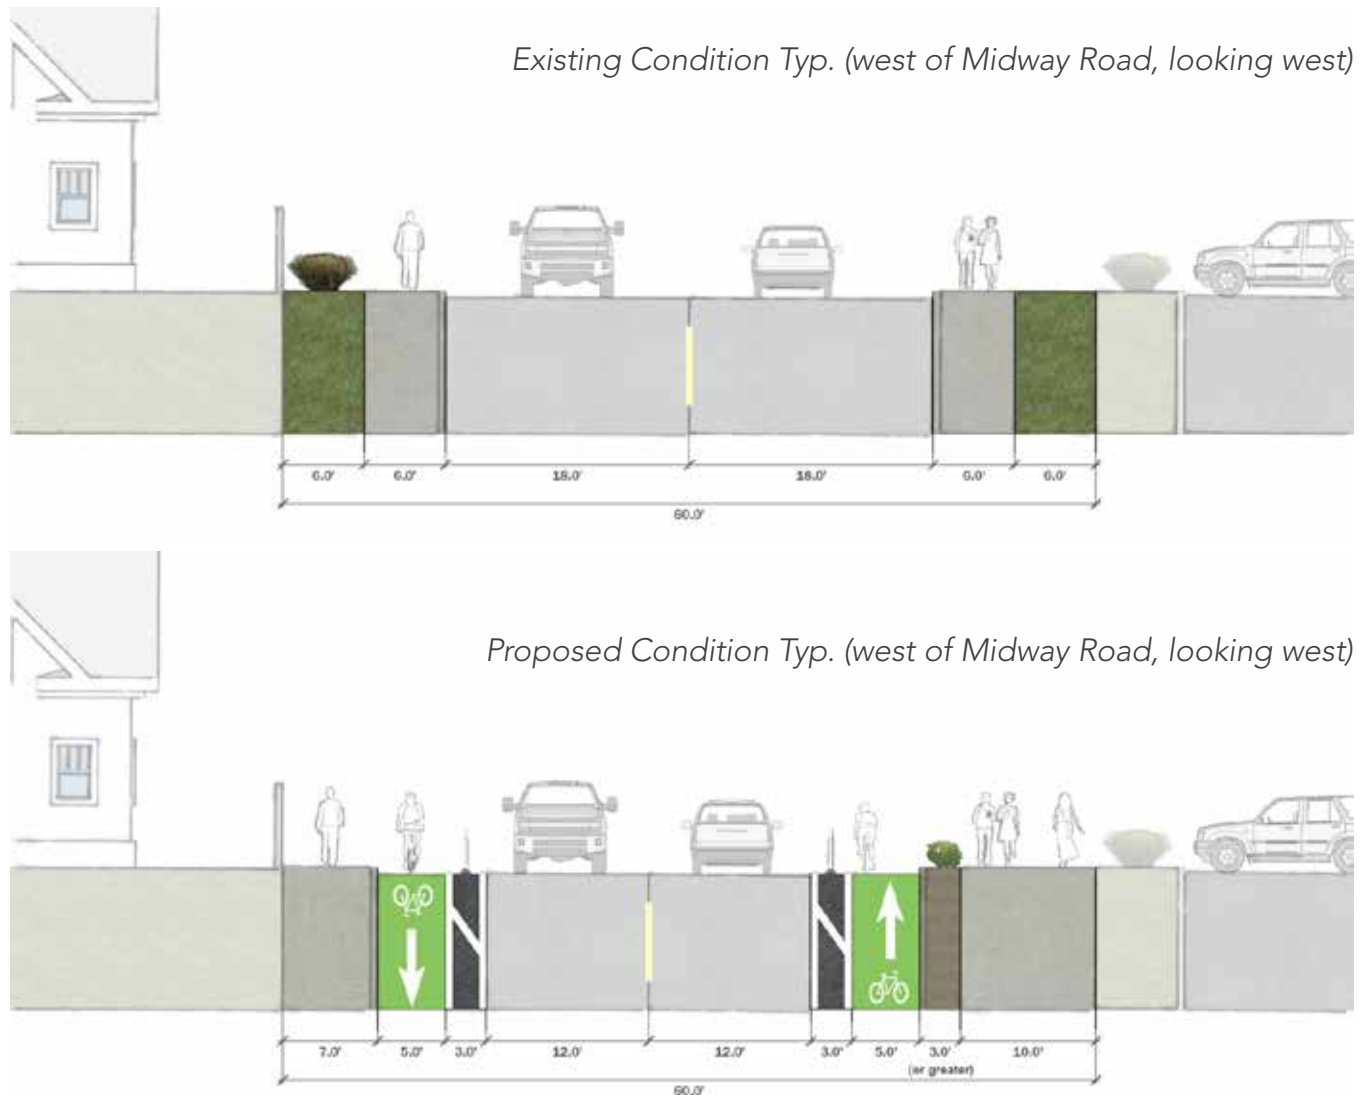 Existing Condition Typ. (west of Midway Road, looking west)
6.0' 6.0' 18.0' 18.0' 6.0' 6.0'
60.0'
Proposed Condition Typ. (west of Midway Road, looking west)
7.0' 5.0' 3.0' 12.0' 12.0' 3.0' 5.0' 3.0' 10.0'
(or greater)
60.0'